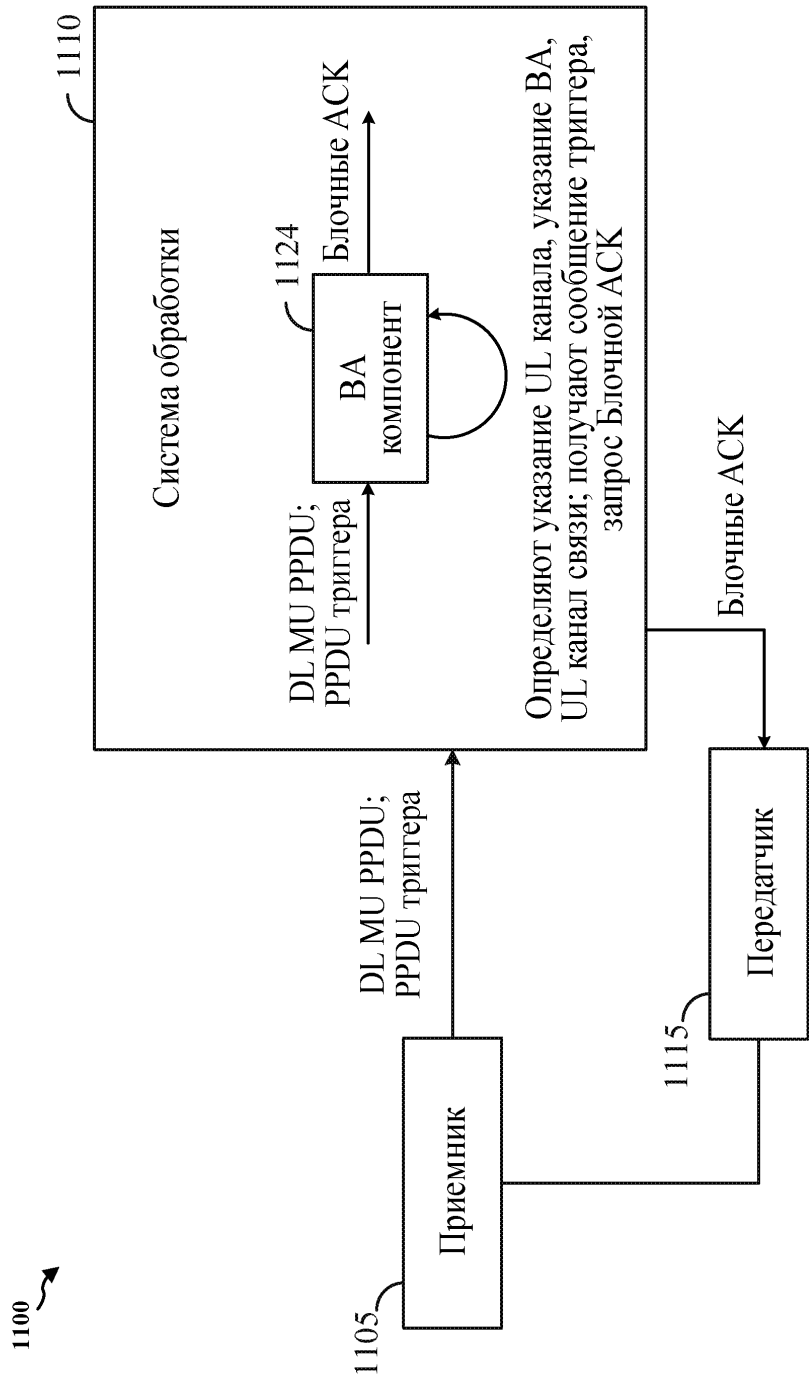 1100
1110
Система обработки
1124
DL MU PPDU;
PPDU триггера
BA
компонент
Блочные ACK
Определяют указание UL канала, указание BA,
UL канал связи; получают сообщение триггера,
запрос Блочной ACK
DL MU PPDU;
PPDU триггера
Блочные ACK
1105
Приемник
1115
Передатчик